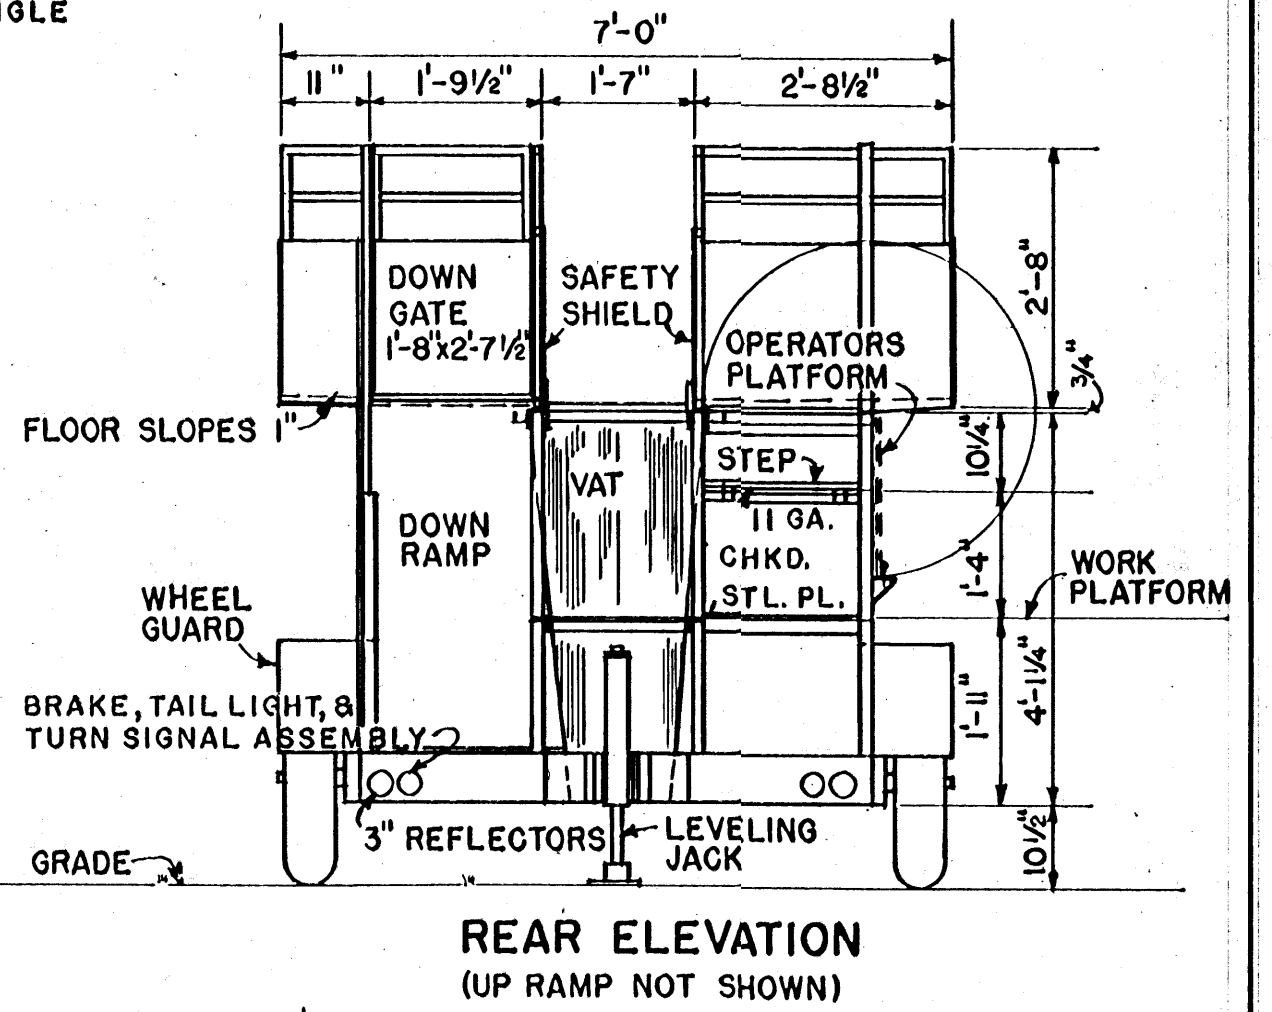 NGLE
7'-0"
11" 1'-9½" 1'-7" 2'-8½"
DOWN
GATE
1'-8"x2'-7½"
SAFETY
SHIELD
2'-8"
OPERATORS
PLATFORM
¾"
FLOOR SLOPES 1"
10¼"
STEP
VAT
11 GA.
CHKD.
STL. PL.
DOWN
RAMP
1'-4"
WORK
PLATFORM
WHEEL
GUARD
1'-11"
4'-1¼"
BRAKE, TAIL LIGHT, &
TURN SIGNAL ASSEMBLY
3" REFLECTORS
LEVELING
JACK
10½"
GRADE
REAR ELEVATION
(UP RAMP NOT SHOWN)